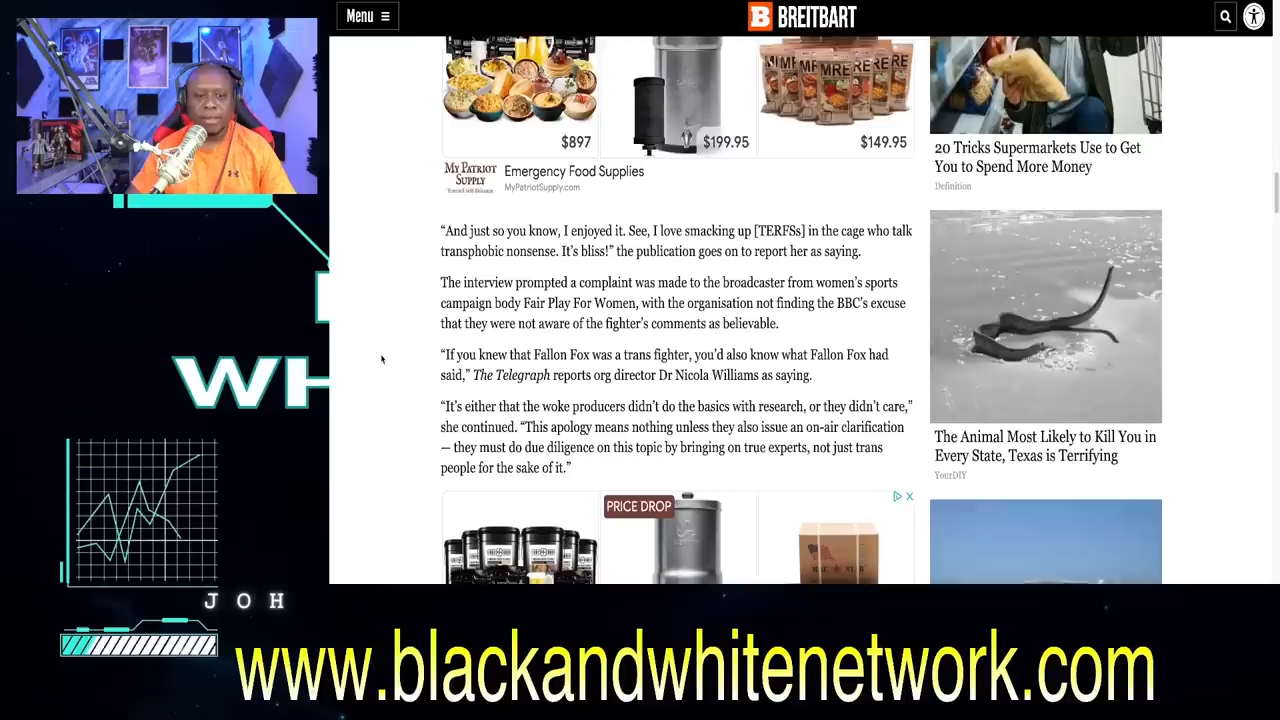 Menu
BREITBART
$897
$199.95
$149.95
MRE
MY PATRIOT
SUPPLY
Emergency Food Supplies
MyPatriotSupply.com
“And just so you know, I enjoyed it. See, I love smacking up [TERFSs] in the cage who talk
transphobic nonsense. It’s bliss!” the publication goes on to report her as saying.
The interview prompted a complaint was made to the broadcaster from women’s sports
campaign body Fair Play For Women, with the organisation not finding the BBC’s excuse
that they were not aware of the fighter’s comments as believable.
“If you knew that Fallon Fox was a trans fighter, you’d also know what Fallon Fox had
said,” The Telegraph reports org director Dr Nicola Williams as saying.
“It’s either that the woke producers didn’t do the basics with research, or they didn’t care,”
she continued. “This apology means nothing unless they also issue an on-air clarification
— they must do due diligence on this topic by bringing on true experts, not just trans
people for the sake of it.”
PRICE DROP
20 Tricks Supermarkets Use to Get
You to Spend More Money
Definition
The Animal Most Likely to Kill You in
Every State, Texas is Terrifying
YourDIY
WH
JOH
www.blackandwhitenetwork.com